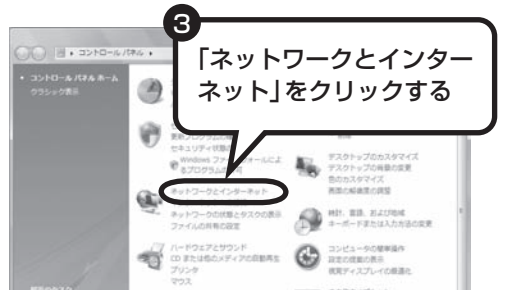 3
「ネットワークとインター
ネット」をクリックする
コントロール パネル
コントロール パネル ホーム
クラシック表示
セキュリティ状態の
Windows ファイアウォールによ
るプログラムの許可
ネットワークとインターネット
ネットワークの状態とタスクの表示
ファイルの共有の設定
ハードウェアとサウンド
CD または他のメディアの自動再生
プリンタ
マウス
デスクトップのカスタマイズ
デスクトップの背景の変更
色のカスタマイズ
画面の解像度の調整
時計、言語、および地域
キーボードまたは入力方法の変更
コンピュータの簡単操作
設定の提案の表示
視覚ディスプレイの最適化